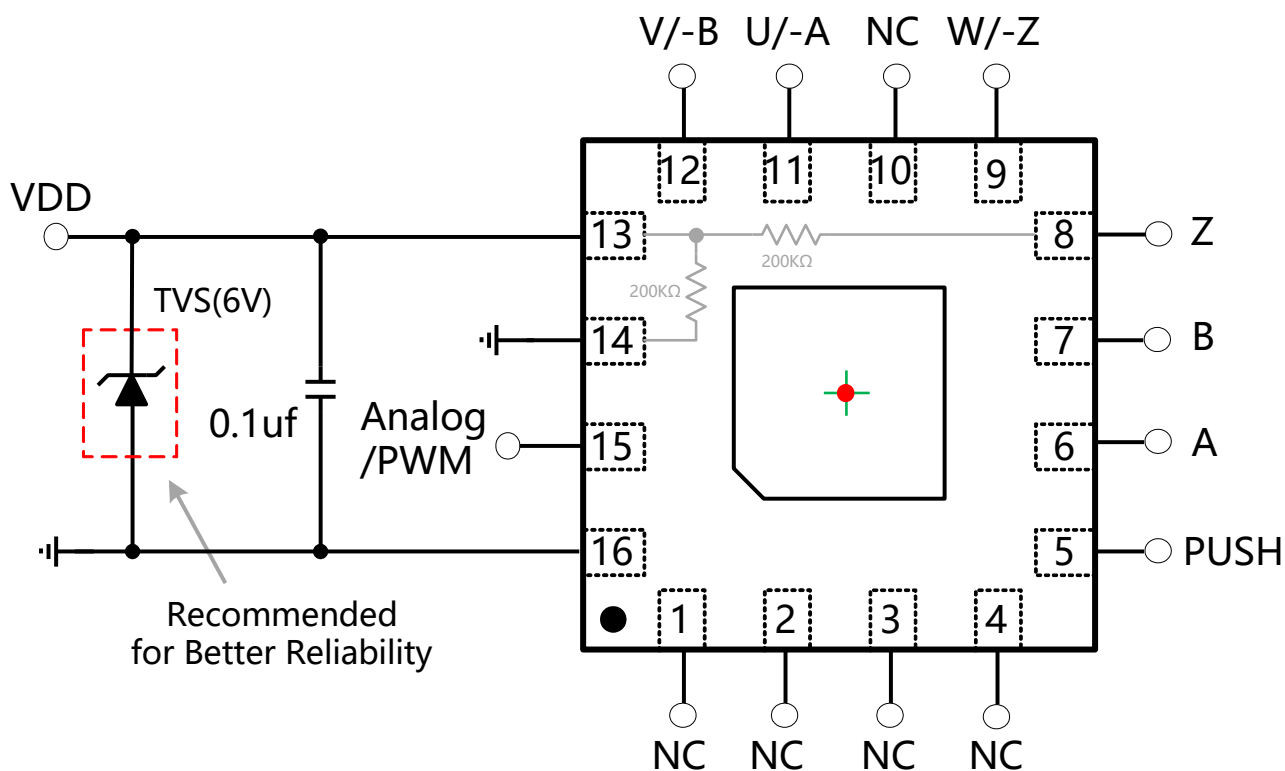 V/-B U/-A NC W/-Z
12 11 10 9
VDD
13 8 Z
200KΩ
200KΩ
TVS(6V)
14 7 B
0.1uf
Analog
/PWM
15 6 A
16 5 PUSH
Recommended
for Better Reliability
1 2 3 4
NC NC NC NC